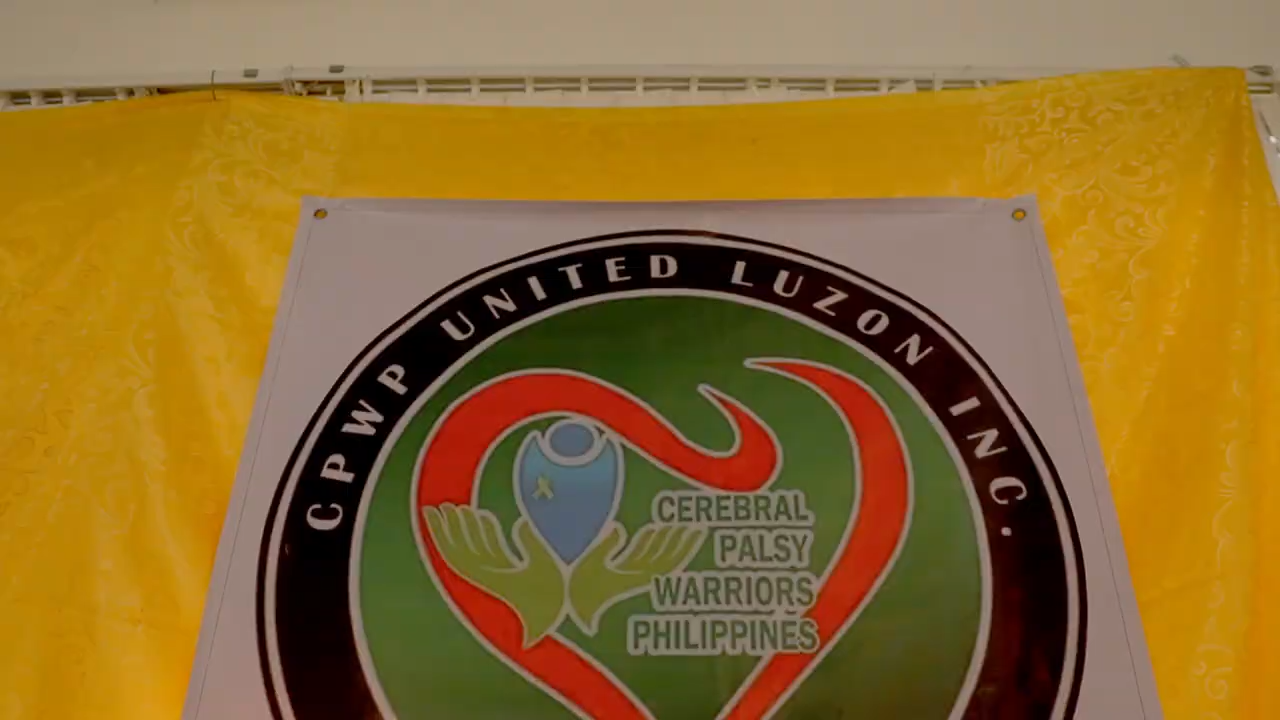 CPWP UNITED LUZON INC.
CEREBRAL
PALSY
WARRIORS
PHILIPPINES